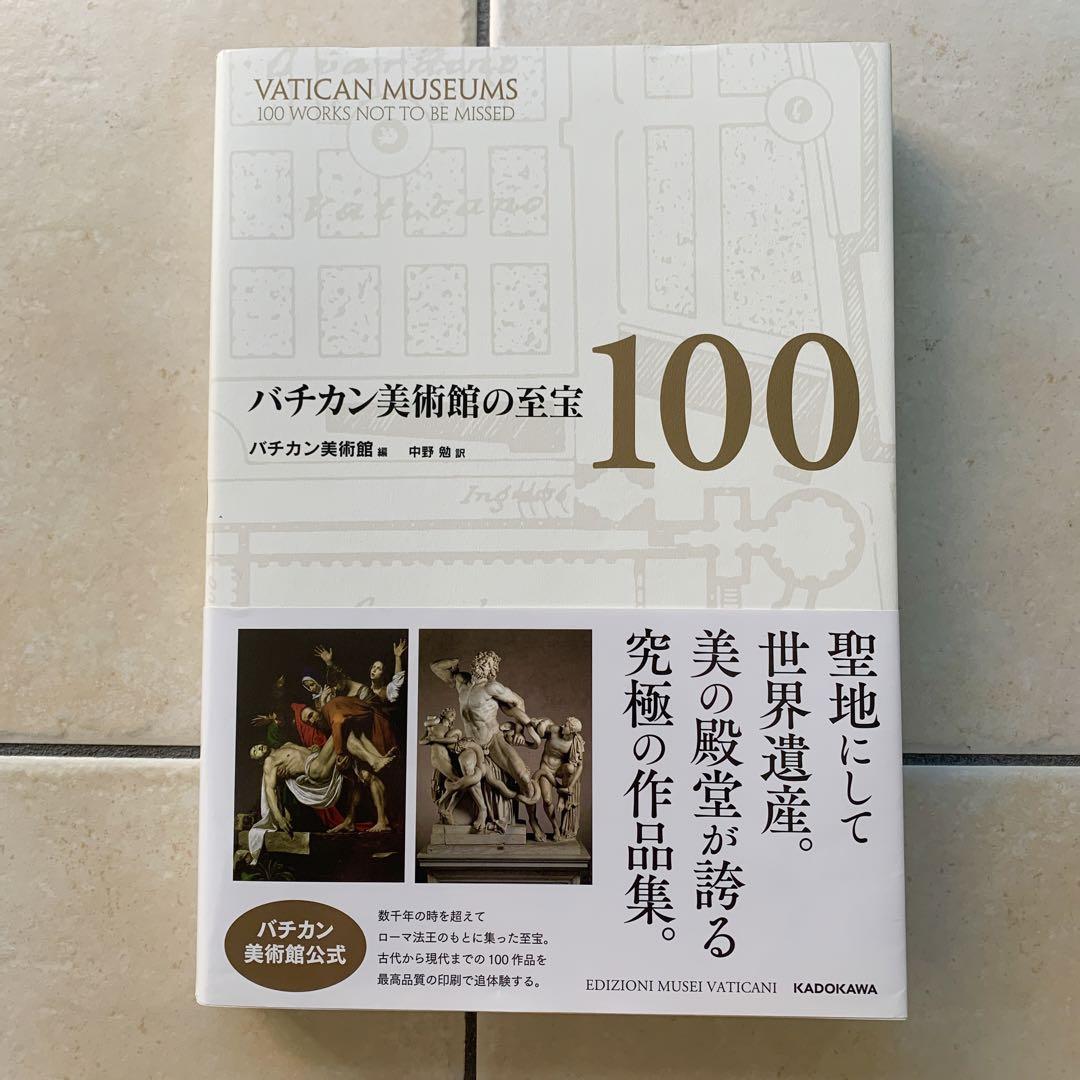 VATICAN MUSEUMS
100 WORKS NOT TO BE MISSED
バチカン美術館の至宝
100
バチカン美術館 編 中野 勉 訳
聖地にして
世界遺産。
美の殿堂が誇る
究極の作品集。
バチカン
美術館公式
数千年の時を超えて
ローマ法王のもとに集った至宝。
古代から現代までの100作品を
最高品質の印刷で追体験する。
EDIZIONI MUSEI VATICANI
KADOKAWA